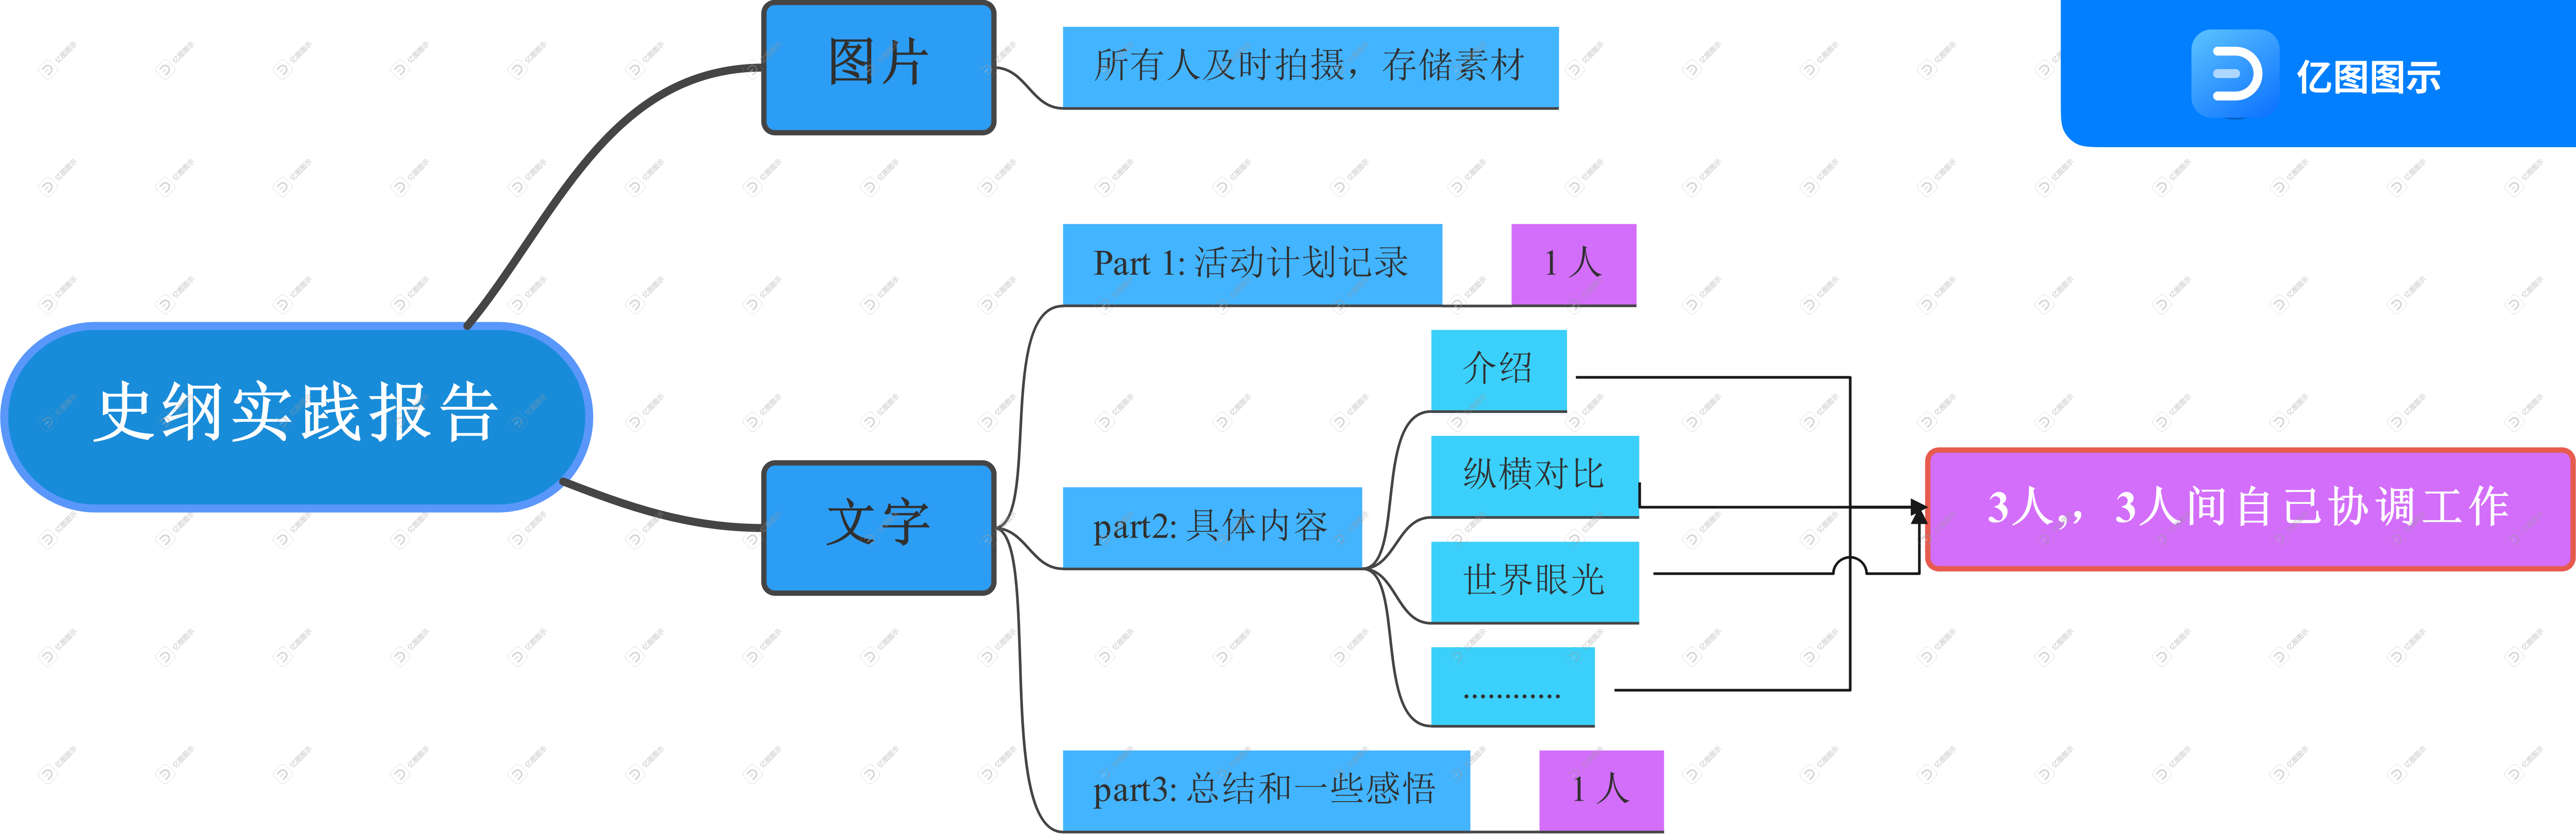 亿图图示
图片
所有人及时拍摄，存储素材
史纲实践报告
文字
Part 1: 活动计划记录
1 人
part2: 具体内容
介绍
纵横对比
世界眼光
............
3人,，3人间自己协调工作
part3: 总结和一些感悟
1 人